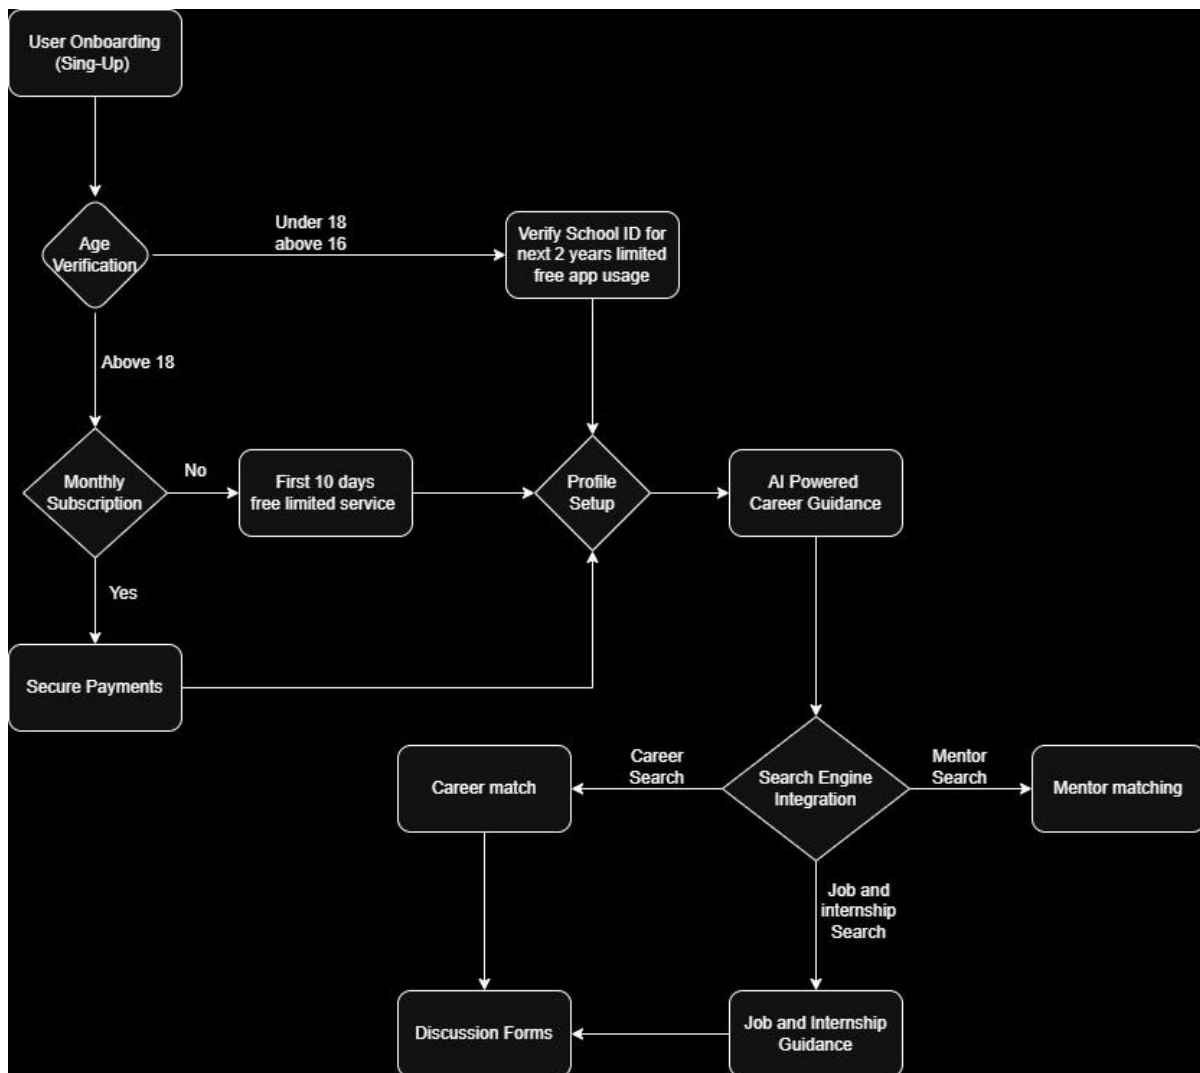 User Onboarding
(Sing-Up)
Under 18
above 16
Age
Verification
Verify School ID for
next 2 years limited
free app usage
Above 18
Monthly
Subscription
No
First 10 days
free limited service
Profile
Setup
AI Powered
Career Guidance
Yes
Secure Payments
Career
Search
Mentor
Search
Career match
Search Engine
Integration
Mentor matching
Job and
internship
Search
Discussion Forms
Job and Internship
Guidance